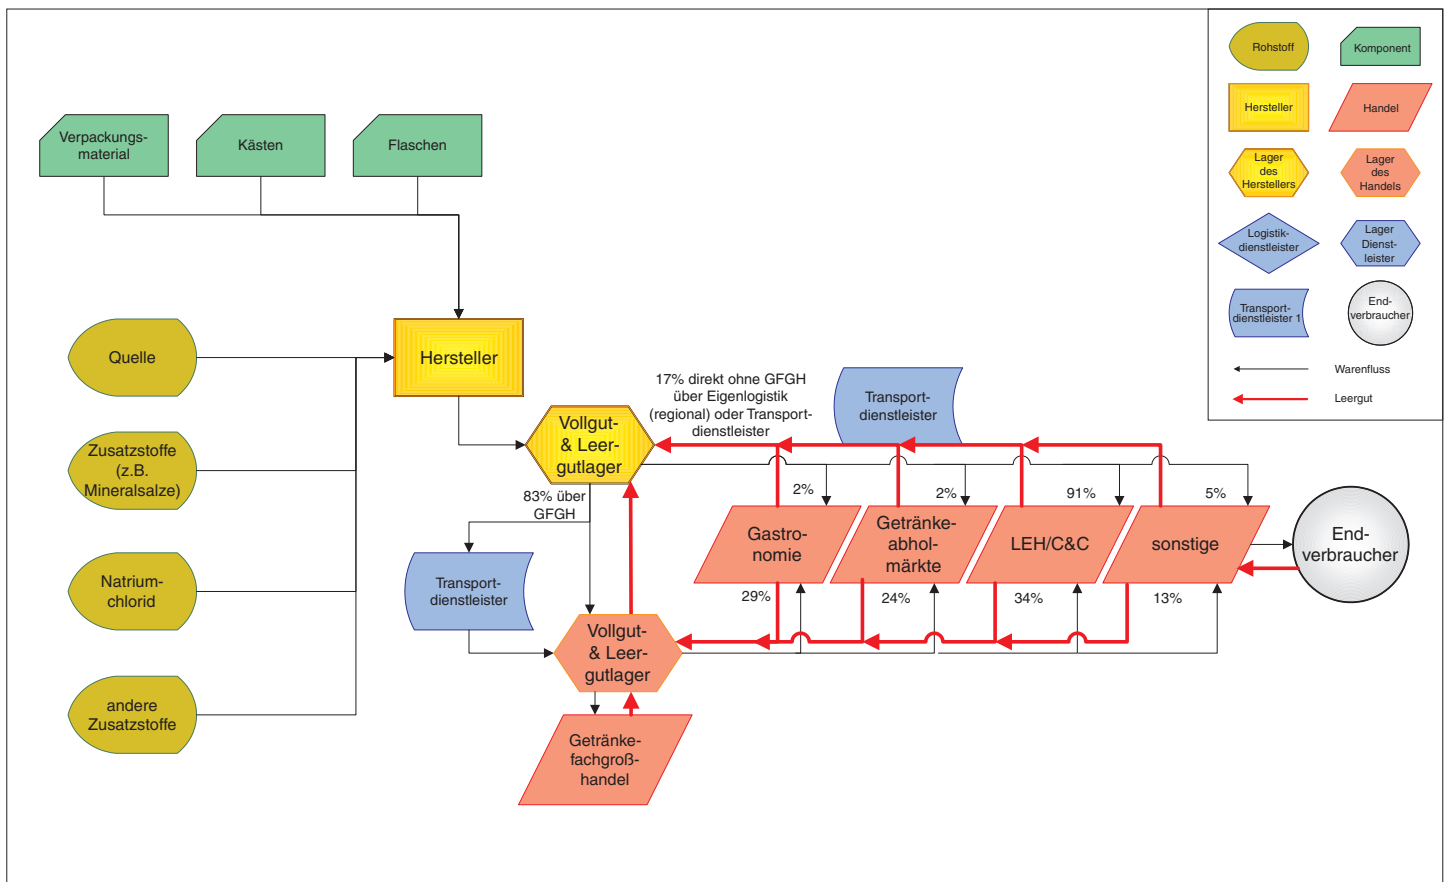 Rohstoff
Komponent
Hersteller
Handel
Lager
des
Herstellers
Lager
des
Handels
Logistik-
dienstleister
Lager
Dienst-
leister
Transport-
dienstleister 1
End-
verbraucher
Warenfluss
Leergut
Verpackungs-
material
Kästen
Flaschen
Quelle
Hersteller
Zusatzstoffe
(z.B.
Mineralsalze)
Natrium-
chlorid
andere
Zusatzstoffe
17% direkt ohne GFGH
über Eigenlogistik
(regional) oder Transport-
dienstleister
Transport-
dienstleister
Vollgut-
& Leer-
gutlager
83% über
GFGH
2%
2%
91%
5%
Gastro-
nomie
Getränke-
abhol-
märkte
LEH/C&C
sonstige
End-
verbraucher
Transport-
dienstleister
29%
24%
34%
13%
Vollgut-
& Leer-
gutlager
Getränke-
fachgroß-
handel